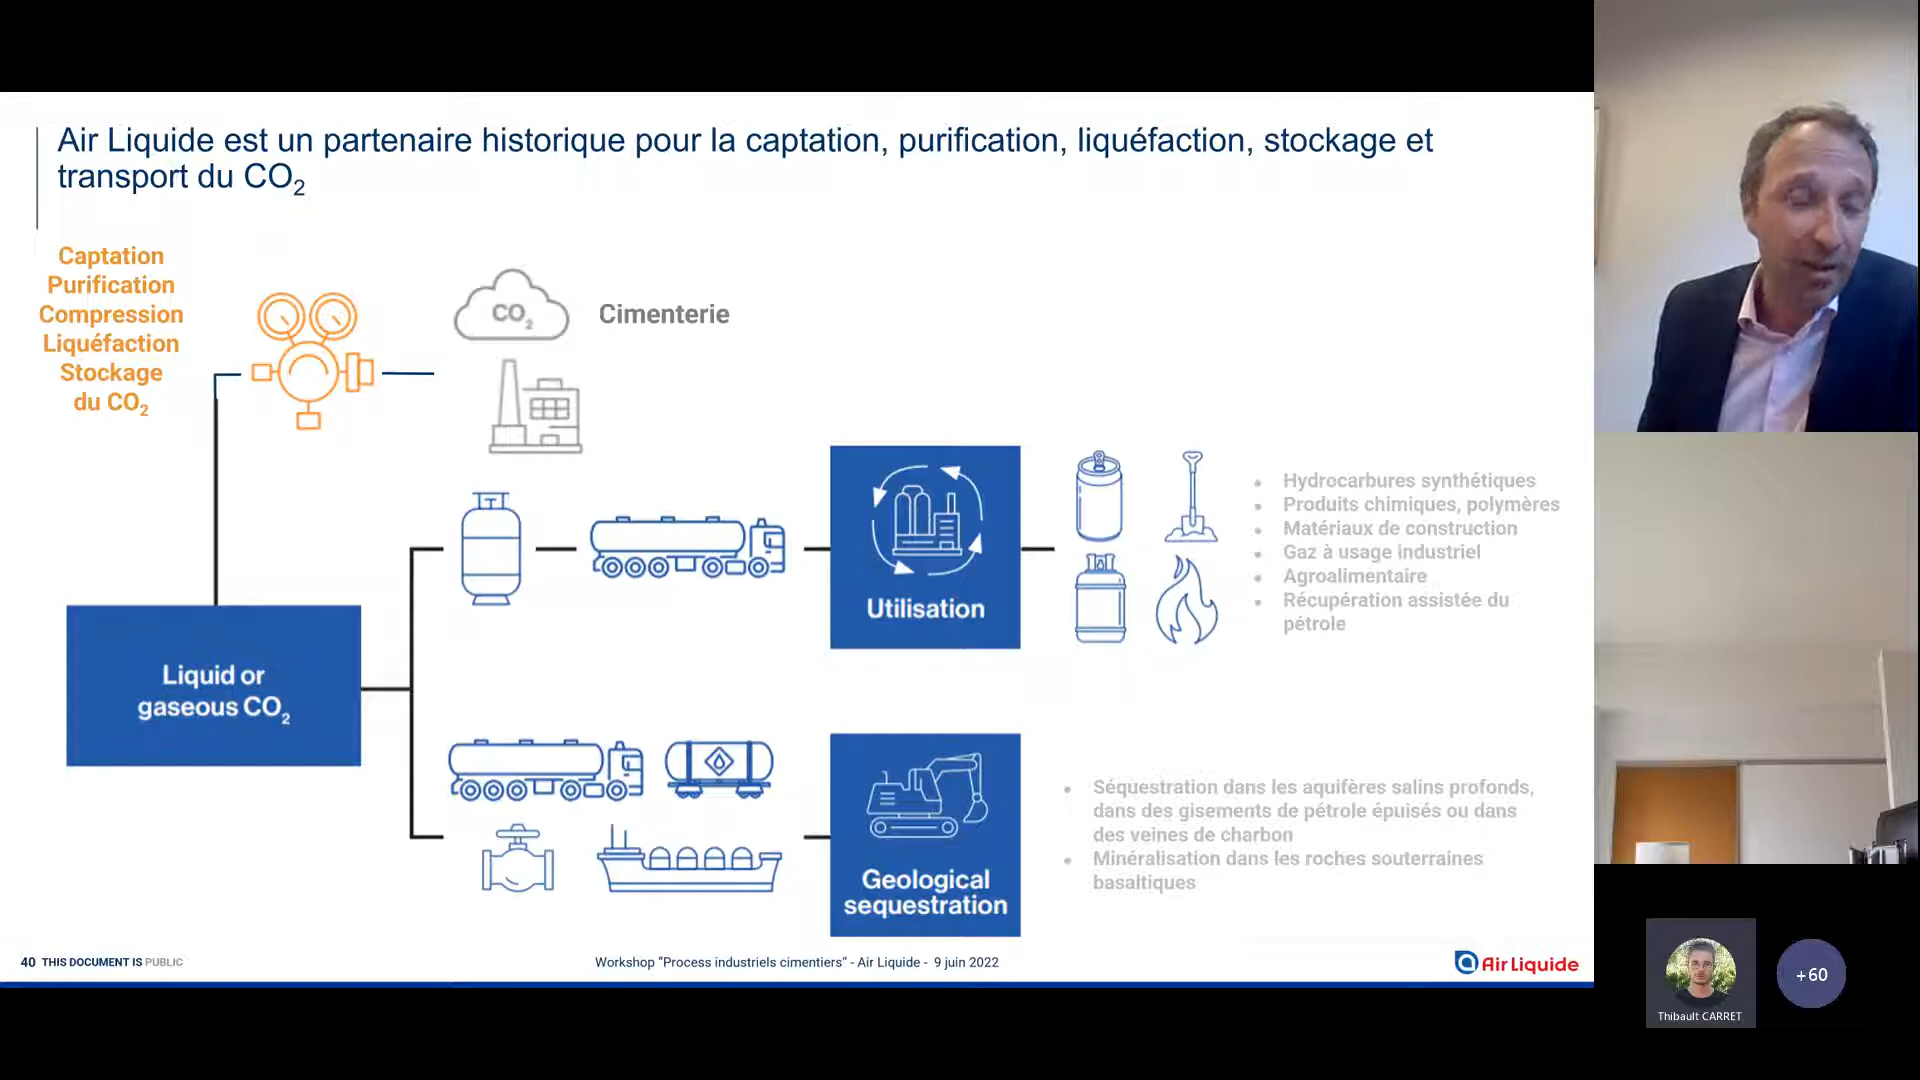 Air Liquide est un partenaire historique pour la captation, purification, liquéfaction, stockage et
transport du CO2
Captation
Purification
Compression
Liquéfaction
Stockage
du CO2
CO2
Cimenterie
Utilisation
Hydrocarbures synthétiques
Produits chimiques, polymères
Matériaux de construction
Gaz à usage industriel
Agroalimentaire
Récupération assistée du
pétrole
Liquid or
gaseous CO2
Geological
sequestration
Séquestration dans les aquifères salins profonds,
dans des gisements de pétrole épuisés ou dans
des veines de charbon
Minéralisation dans les roches souterraines
basaltiques
40 THIS DOCUMENT IS PUBLIC
Workshop "Process industriels cimentiers" - Air Liquide - 9 juin 2022
Air Liquide
Thibault CARRET
+60